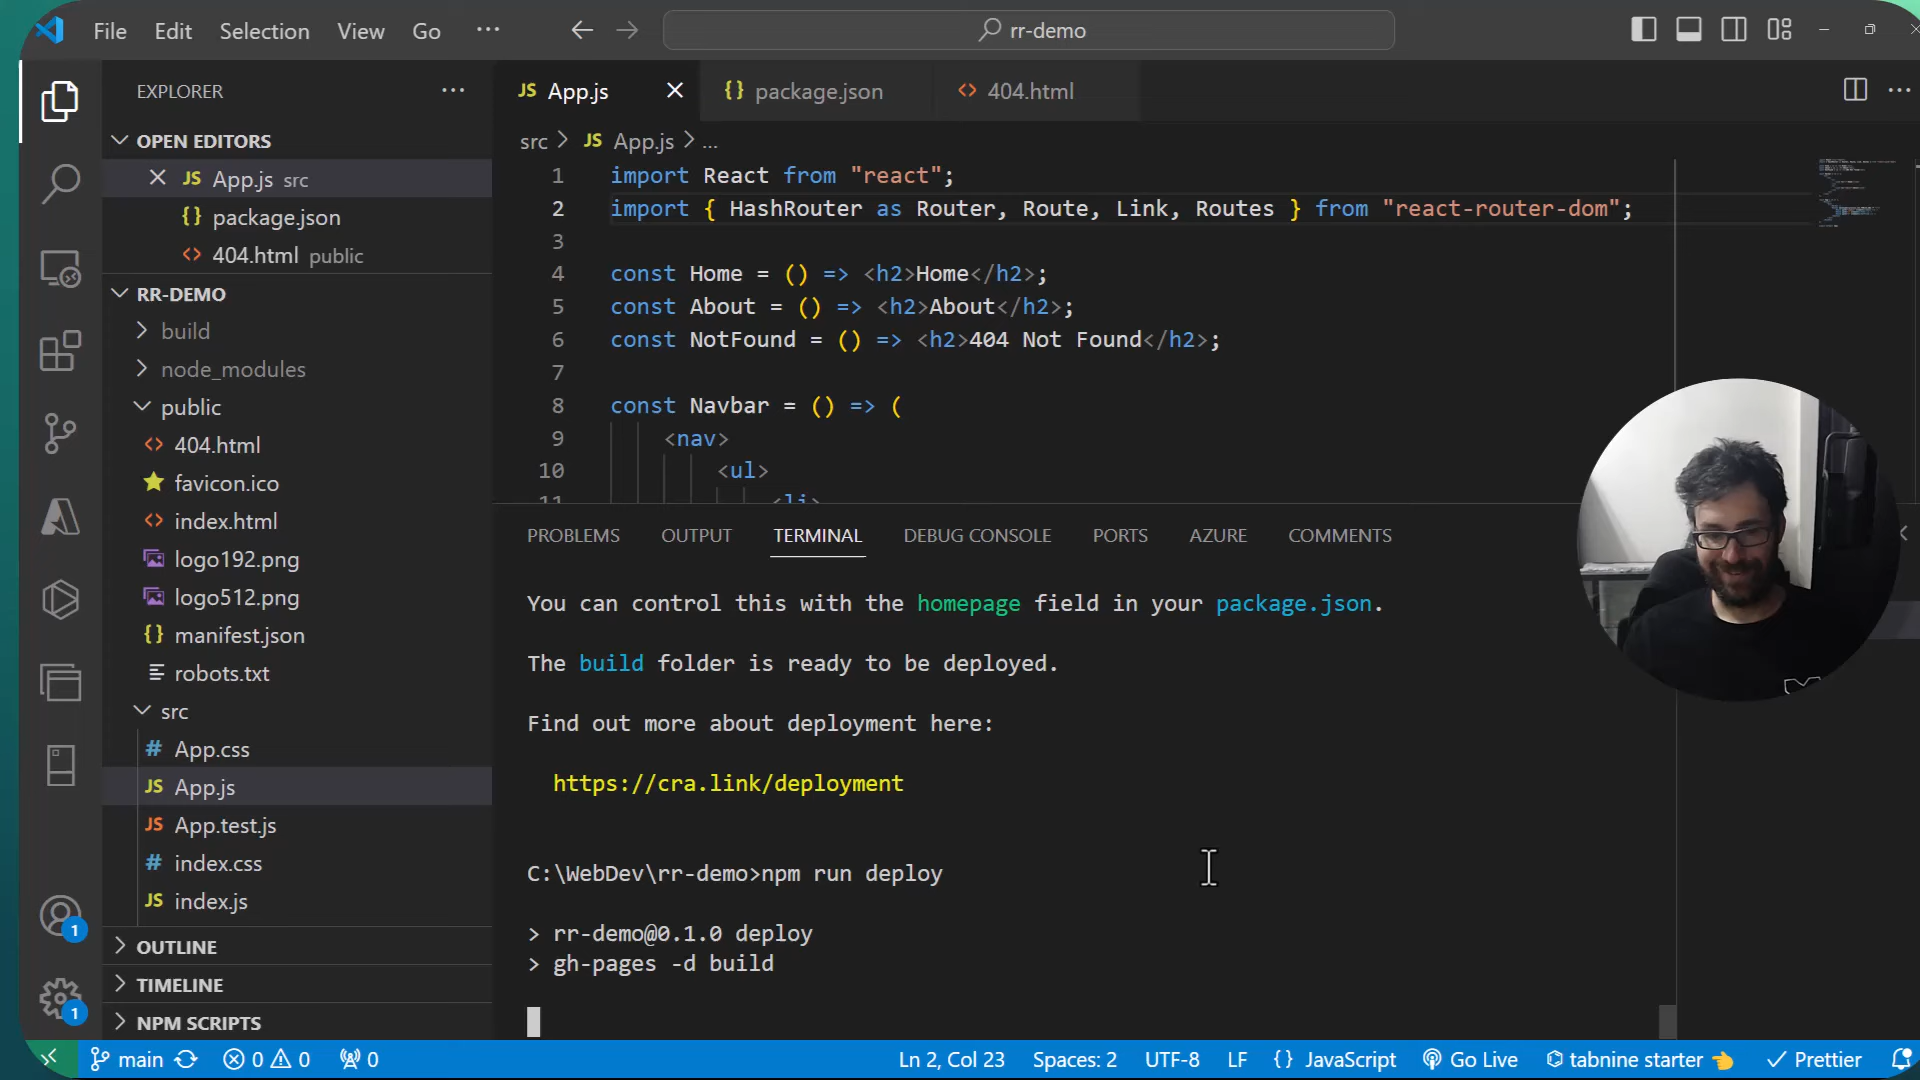 File Edit Selection View Go ...
rr-demo
EXPLORER ...
OPEN EDITORS
App.js src
package.json
404.html public
RR-DEMO
build
node_modules
public
404.html
favicon.ico
index.html
logo192.png
logo512.png
manifest.json
robots.txt
src
App.css
App.js
App.test.js
index.css
index.js
OUTLINE
TIMELINE
NPM SCRIPTS
1
1
JS App.js
{} package.json
<> 404.html
src > JS App.js > ...
1 import React from "react";
2 import { HashRouter as Router, Route, Link, Routes } from "react-router-dom";
3
4 const Home = () => <h2>Home</h2>;
5 const About = () => <h2>About</h2>;
6 const NotFound = () => <h2>404 Not Found</h2>;
7
8 const Navbar = () => (
9 <nav>
10 <ul>
11 <li>
PROBLEMS OUTPUT TERMINAL DEBUG CONSOLE PORTS AZURE COMMENTS
You can control this with the homepage field in your package.json.
The build folder is ready to be deployed.
Find out more about deployment here:
https://cra.link/deployment
C:\WebDev\rr-demo>npm run deploy
> rr-demo@0.1.0 deploy
> gh-pages -d build
main 0 0 0 Ln 2, Col 23 Spaces: 2 UTF-8 LF {} JavaScript Go Live tabnine starter Prettier